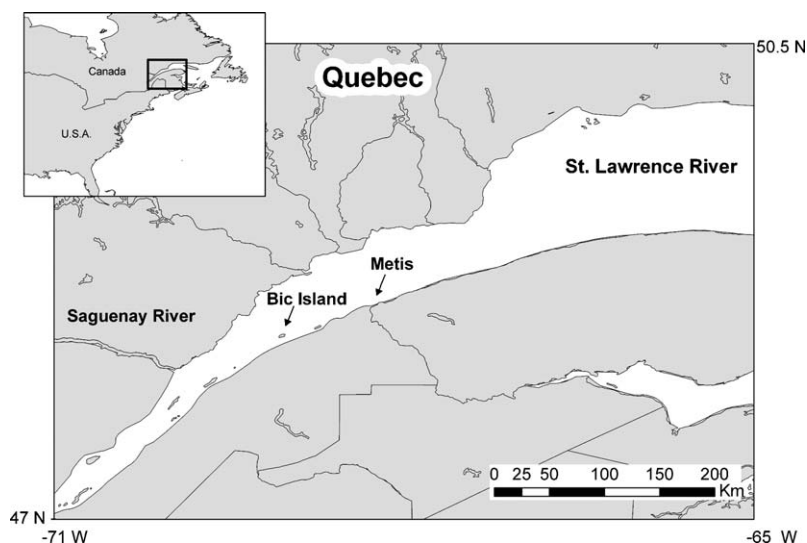 50.5 N
Canada
Quebec
U.S.A.
St. Lawrence River
Metis
Bic Island
Saguenay River
0 25 50 100 150 200
Km
47 N
-71 W
-65 W